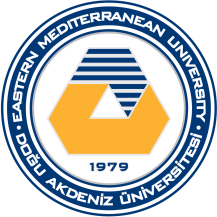 EASTERN MEDITERRANEAN UNIVERSITY
DOĞU AKDENİZ ÜNİVERSİTESİ
1979